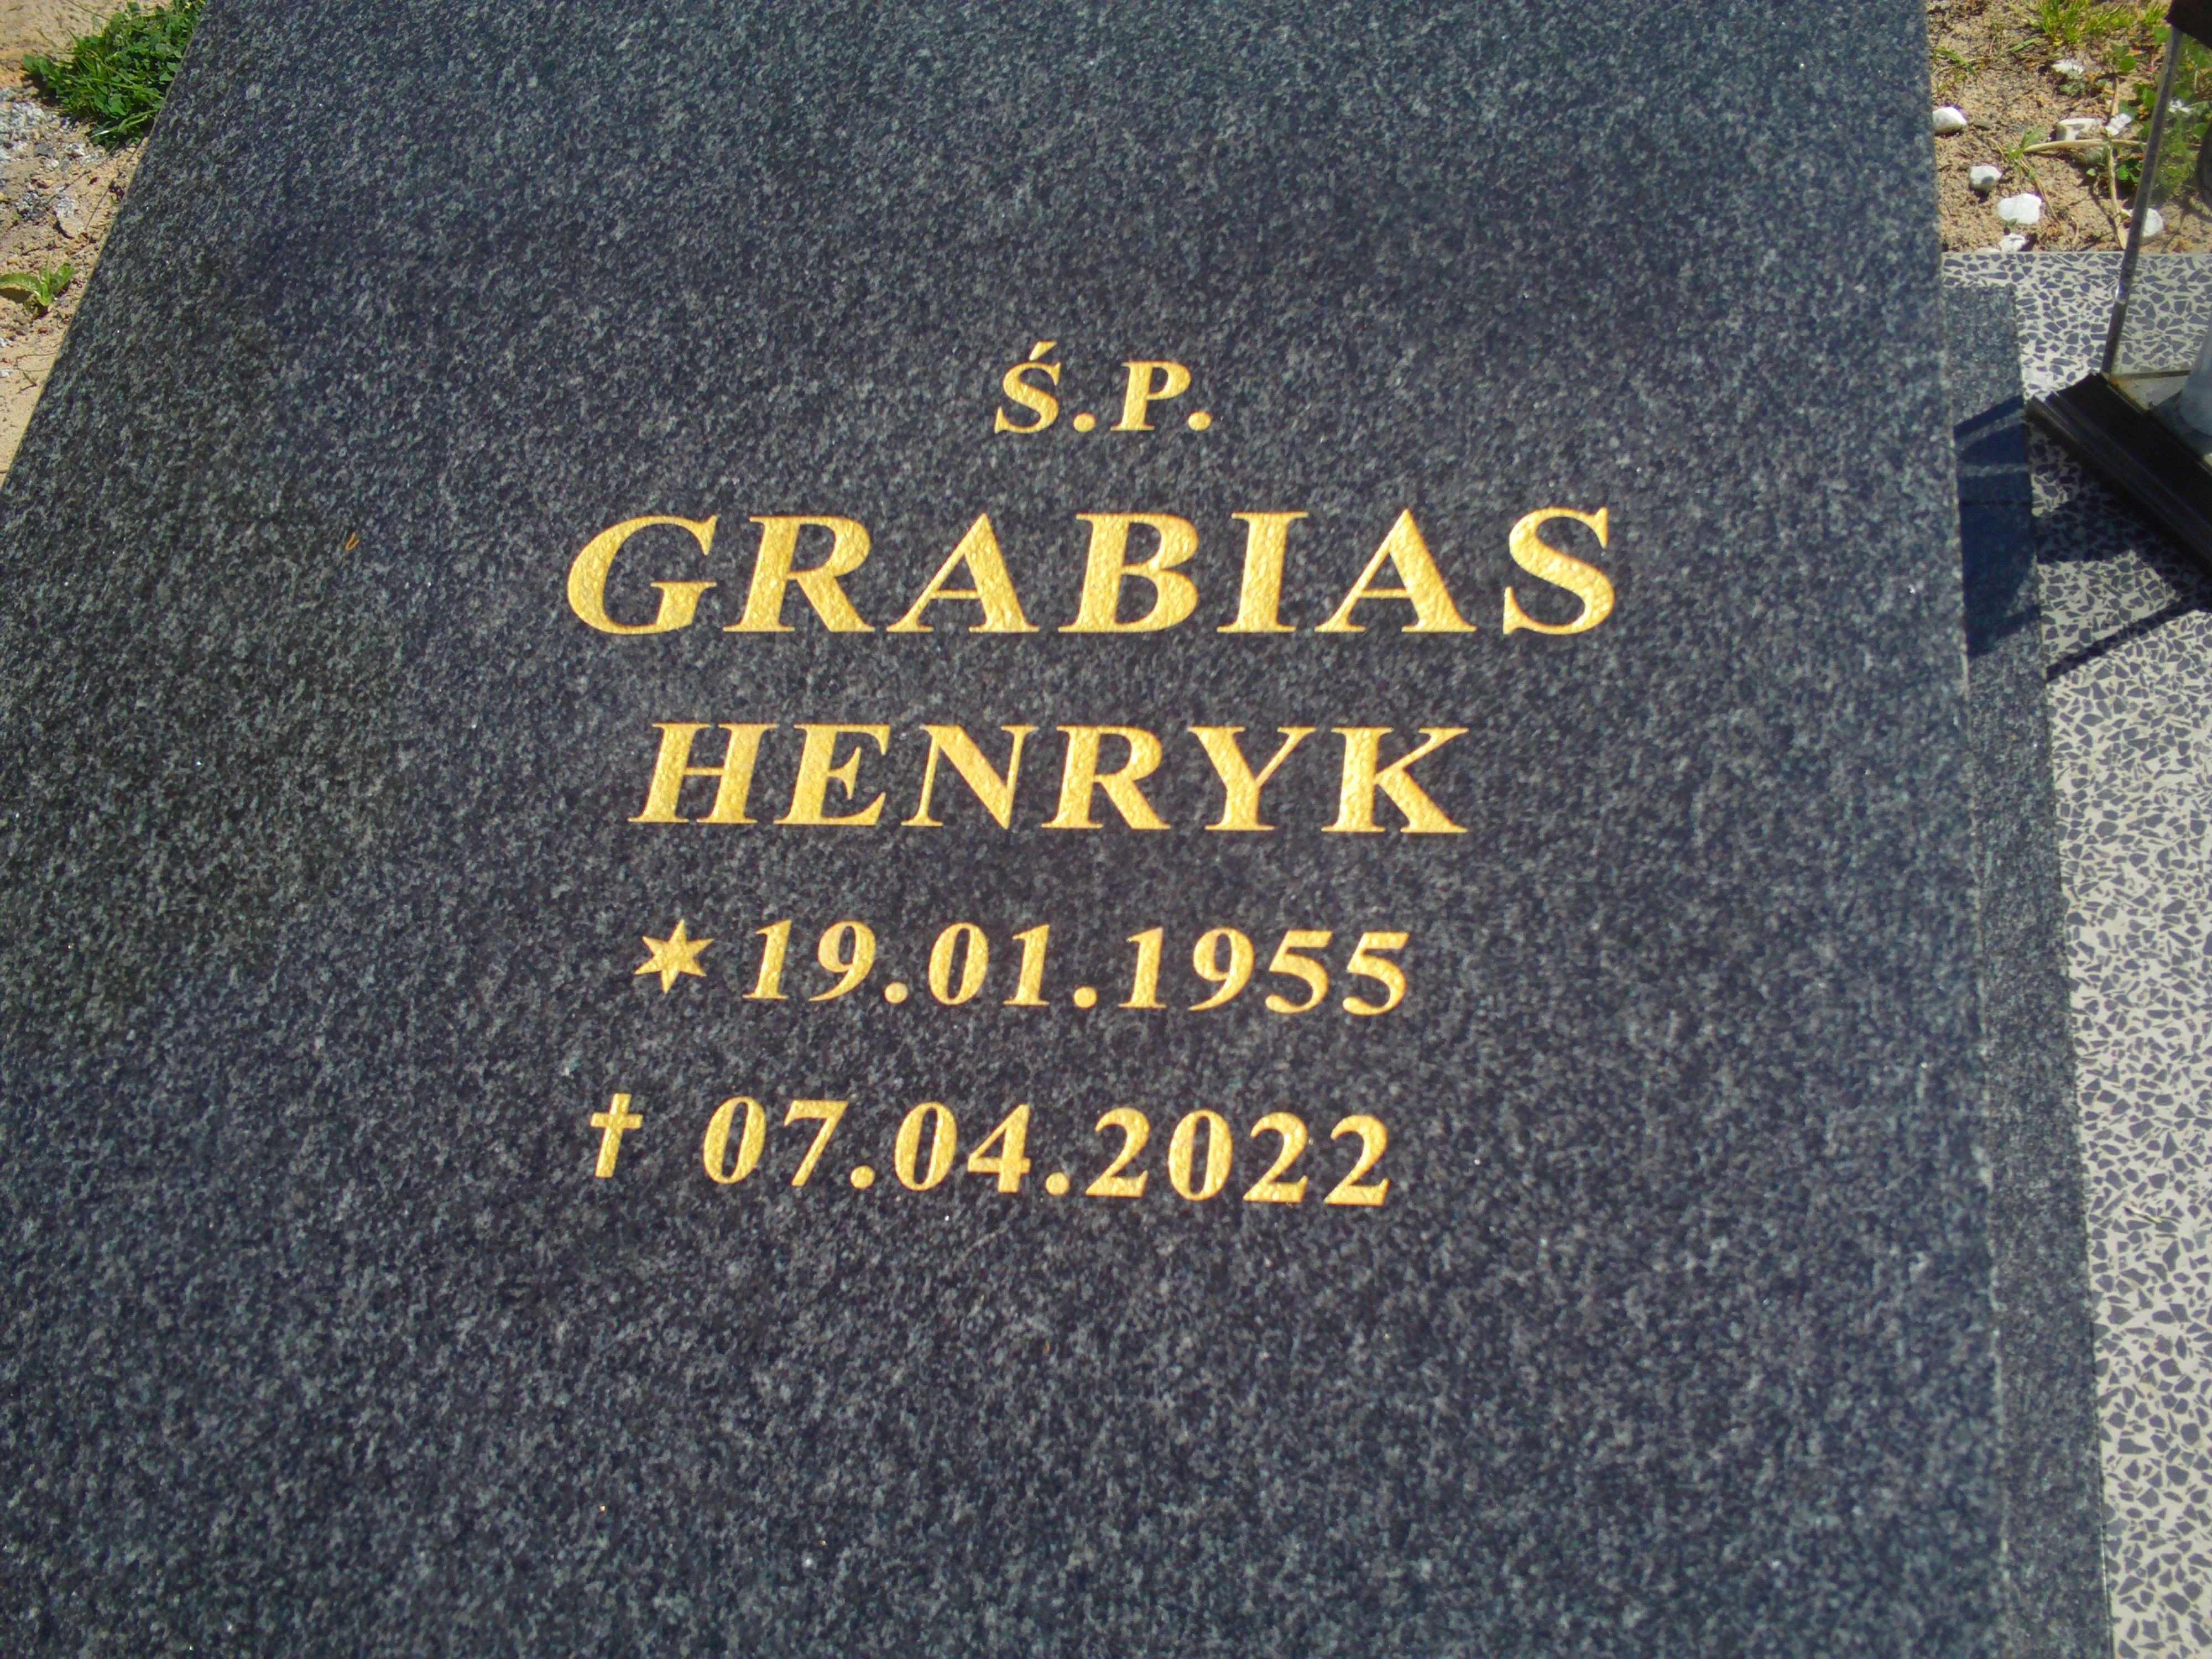 Ś.P.
GRABIAS
HENRYK
✶ 19.01.1955
✝ 07.04.2022